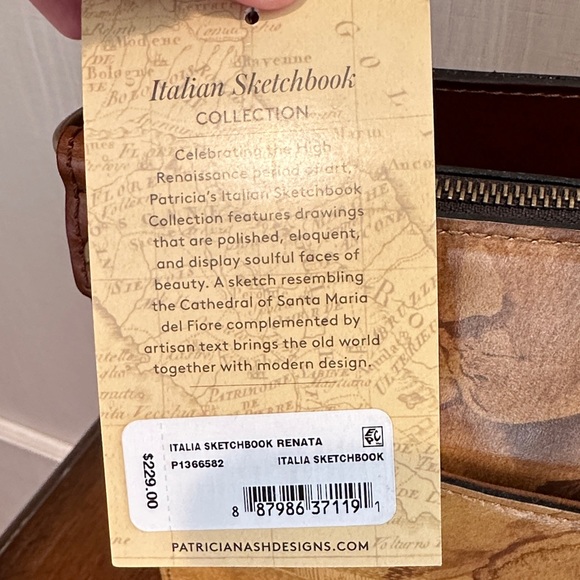 Italian Sketchbook
COLLECTION
Celebrating the High
Renaissance period of art,
Patricia's Italian Sketchbook
Collection features drawings
that are polished, eloquent,
and display soulful faces of
beauty. A sketch resembling
the Cathedral of Santa Maria
del Fiore complemented by
artisan text brings the old world
together with modern design.
$229.00
ITALIA SKETCHBOOK RENATA
P1366582 ITALIA SKETCHBOOK
8 87986 37119 1
PATRICIANASHDESIGNS.COM